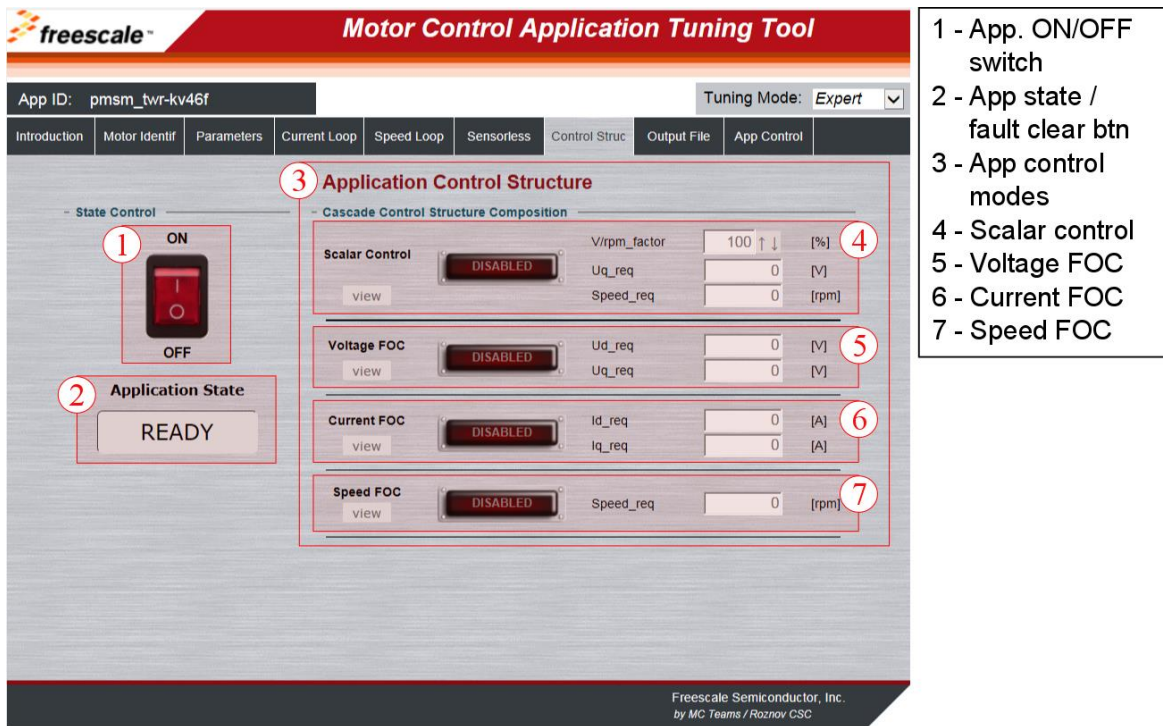 freescale™
Motor Control Application Tuning Tool
App ID: pmsm_twr-kv46f
Tuning Mode: Expert
Introduction Motor Identif Parameters Current Loop Speed Loop Sensorless Control Struc Output File App Control
3 Application Control Structure
State Control
Cascade Control Structure Composition
1
ON
I
O
OFF
2
Application State
READY
Scalar Control
view
DISABLED
V/rpm_factor 100 ↑ ↓ [%]
Uq_req 0 [V]
Speed_req 0 [rpm]
4
Voltage FOC
view
DISABLED
Ud_req 0 [V]
Uq_req 0 [V]
5
Current FOC
view
DISABLED
Id_req 0 [A]
Iq_req 0 [A]
6
Speed FOC
view
DISABLED
Speed_req 0 [rpm]
7
Freescale Semiconductor, Inc.
by MC Teams / Roznov CSC
1 - App. ON/OFF
switch
2 - App state /
fault clear btn
3 - App control
modes
4 - Scalar control
5 - Voltage FOC
6 - Current FOC
7 - Speed FOC